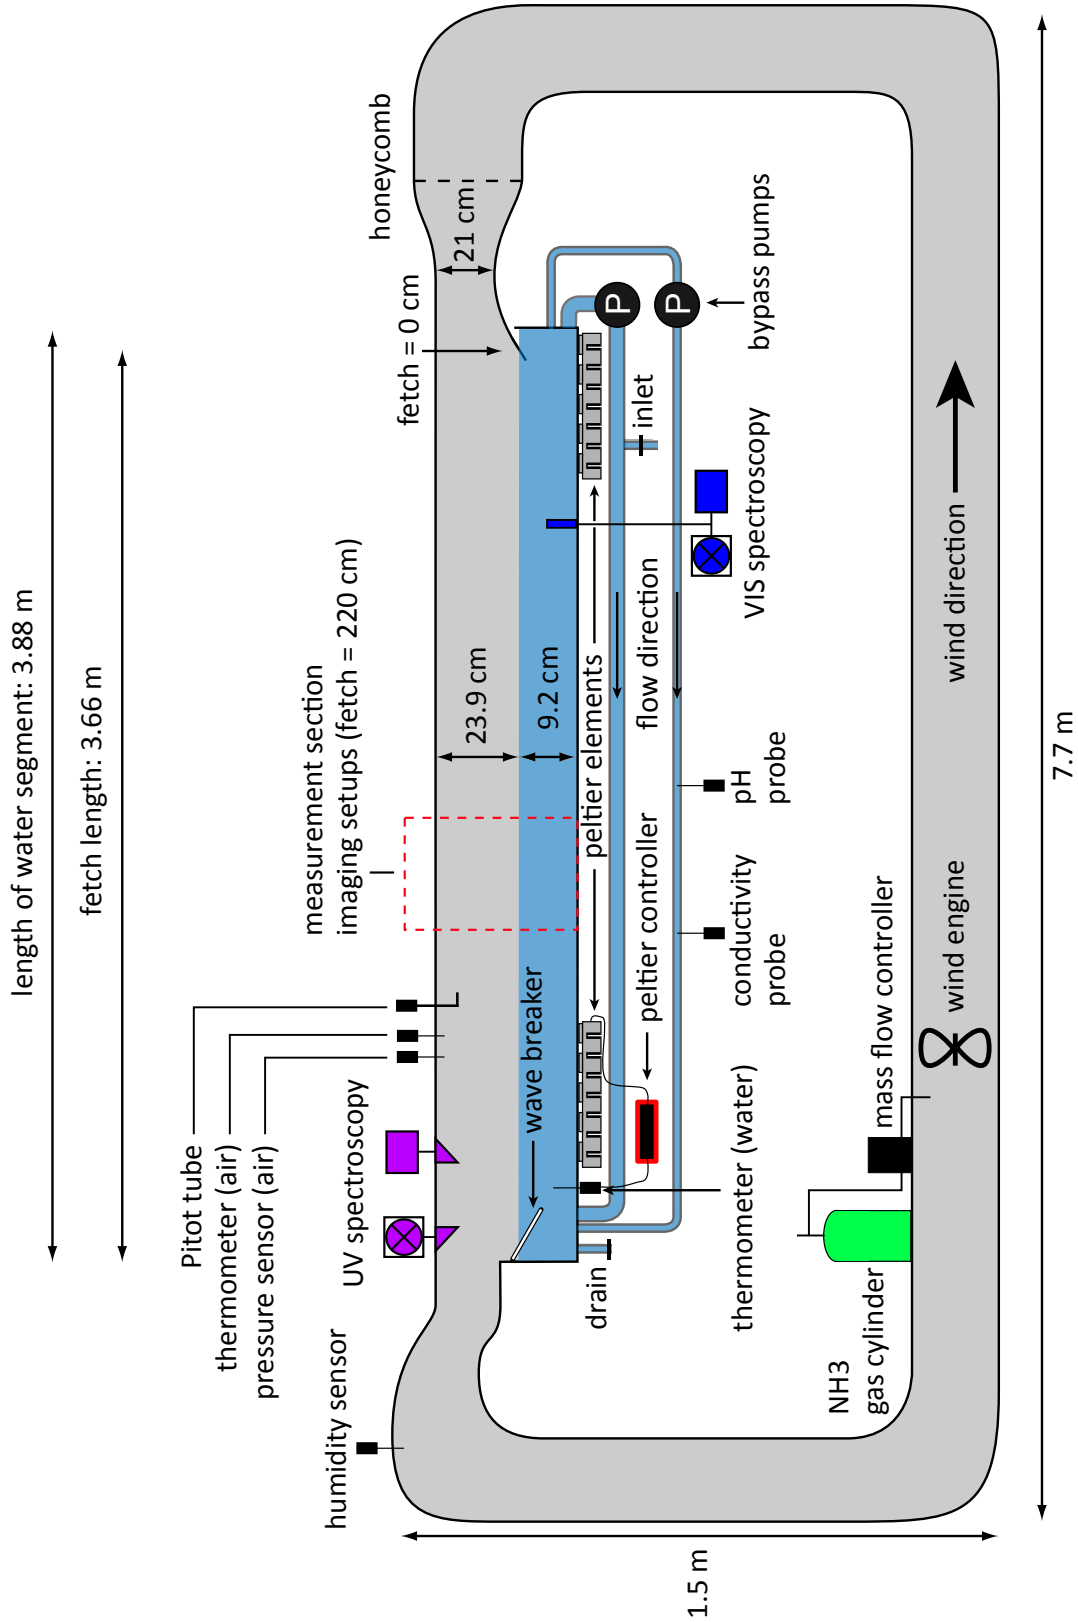 length of water segment: 3.88 m
fetch length: 3.66 m
measurement section
imaging setups (fetch = 220 cm)
Pitot tube
thermometer (air)
pressure sensor (air)
humidity sensor
UV spectroscopy
honeycomb
fetch = 0 cm
21 cm
23.9 cm
9.2 cm
wave breaker
peltier elements
drain
P
P
inlet
flow direction
peltier controller
bypass pumps
thermometer (water)
conductivity
probe
pH
probe
VIS spectroscopy
NH3
gas cylinder
mass flow controller
wind engine
wind direction
1.5 m
7.7 m